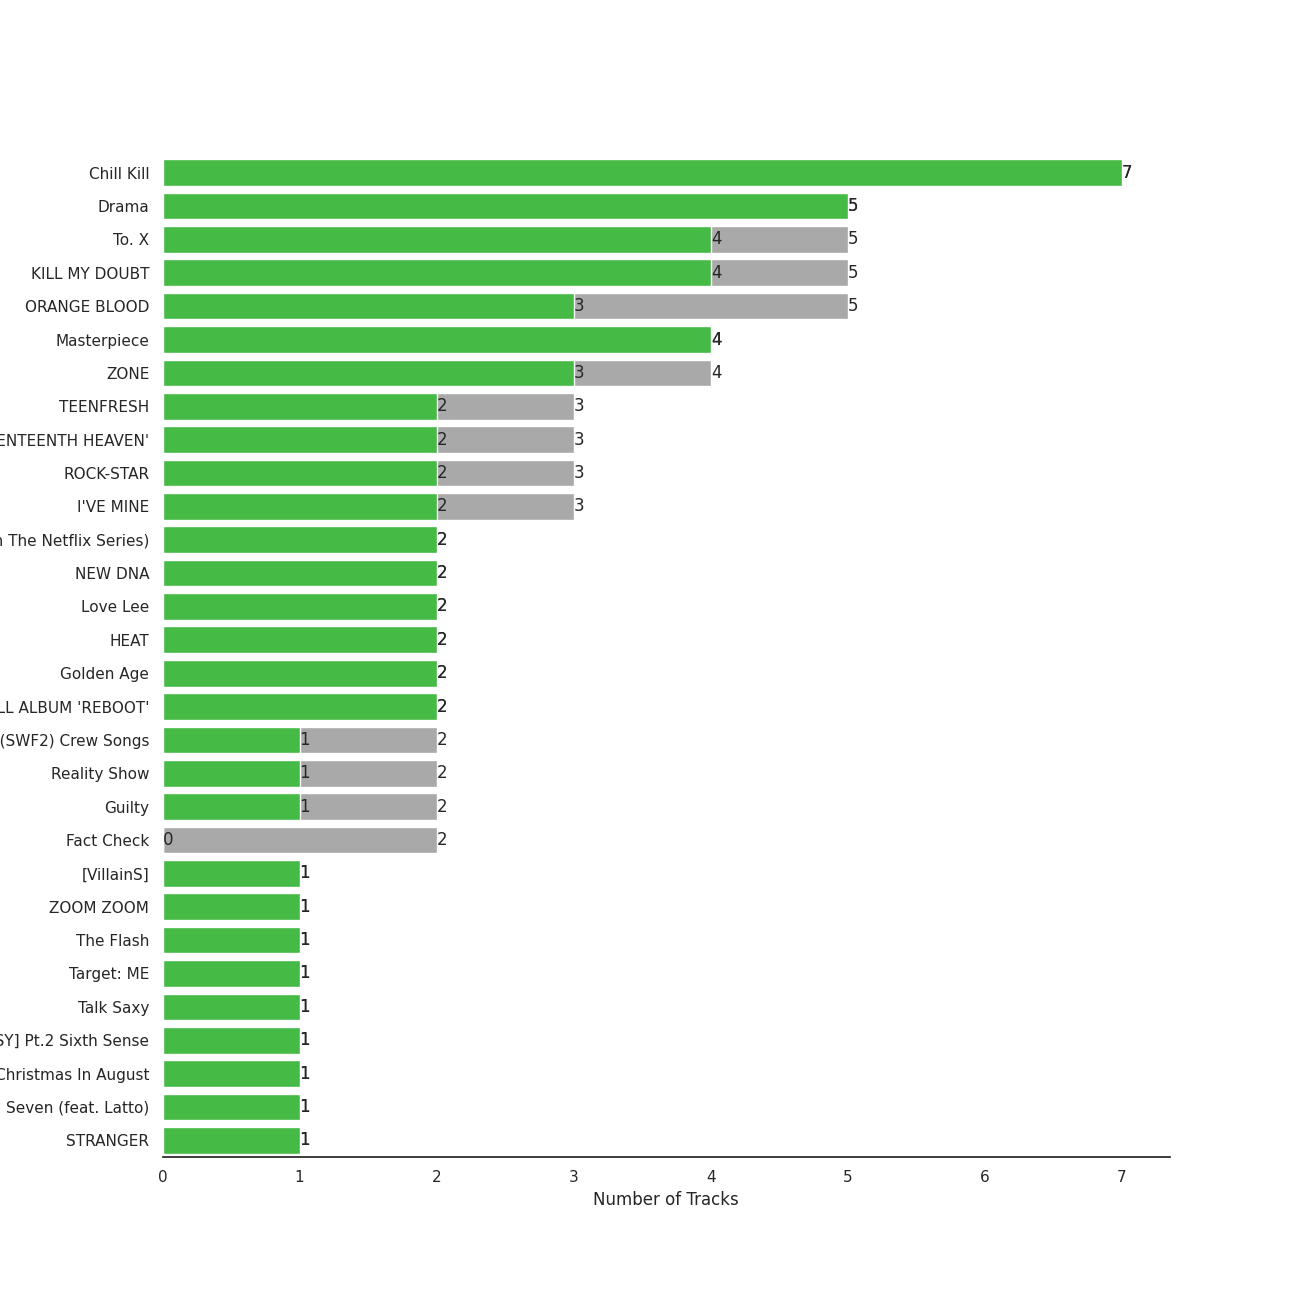 Chill Kill 7
Drama 5
To. X 4 5
KILL MY DOUBT 4 5
ORANGE BLOOD 3 5
Masterpiece 4
ZONE 3 4
TEENFRESH 2 3
ENTEENTH HEAVEN' 2 3
ROCK-STAR 2 3
I'VE MINE 2 3
The Netflix Series) 2
NEW DNA 2
Love Lee 2
HEAT 2
Golden Age 2
LL ALBUM 'REBOOT' 2
(SWF2) Crew Songs 1 2
Reality Show 1 2
Guilty 1 2
Fact Check 0 2
[VillainS] 1
ZOOM ZOOM 1
The Flash 1
Target: ME 1
Talk Saxy 1
SY] Pt.2 Sixth Sense 1
Christmas In August 1
Seven (feat. Latto) 1
STRANGER 1
0 1 2 3 4 5 6 7
Number of Tracks